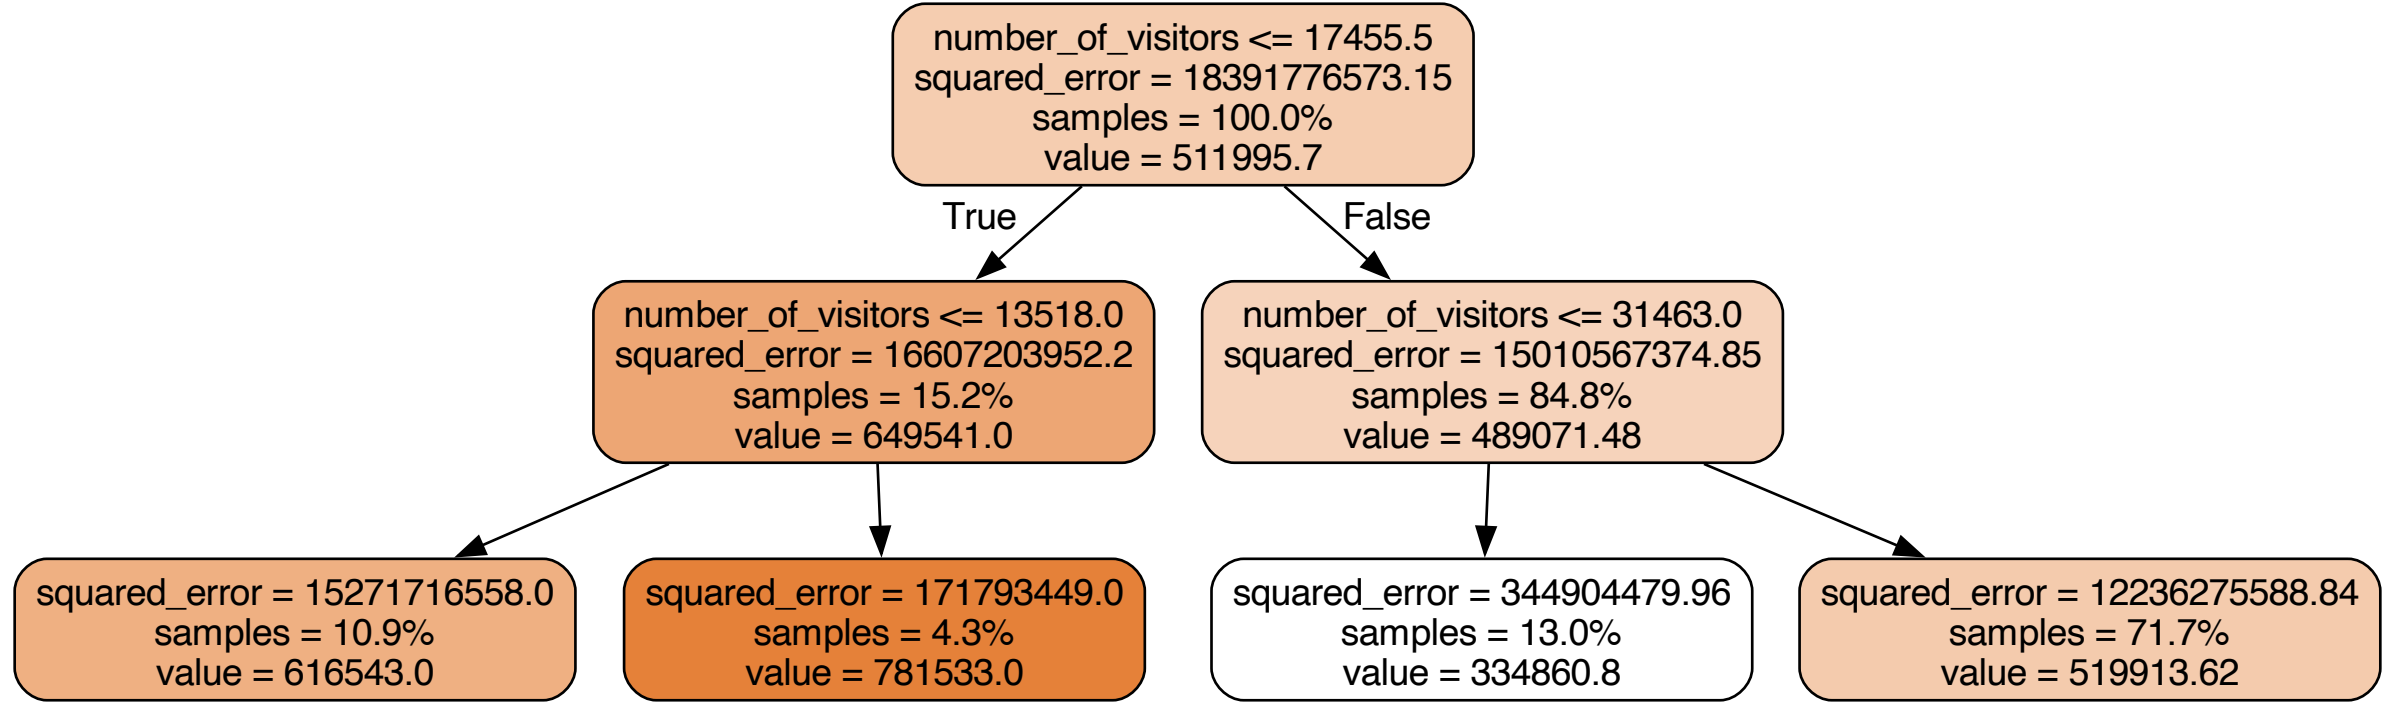 number_of_visitors <= 17455.5
squared_error = 18391776573.15
samples = 100.0%
value = 511995.7
True
False
number_of_visitors <= 13518.0
squared_error = 16607203952.2
samples = 15.2%
value = 649541.0
number_of_visitors <= 31463.0
squared_error = 15010567374.85
samples = 84.8%
value = 489071.48
squared_error = 15271716558.0
samples = 10.9%
value = 616543.0
squared_error = 171793449.0
samples = 4.3%
value = 781533.0
squared_error = 344904479.96
samples = 13.0%
value = 334860.8
squared_error = 12236275588.84
samples = 71.7%
value = 519913.62